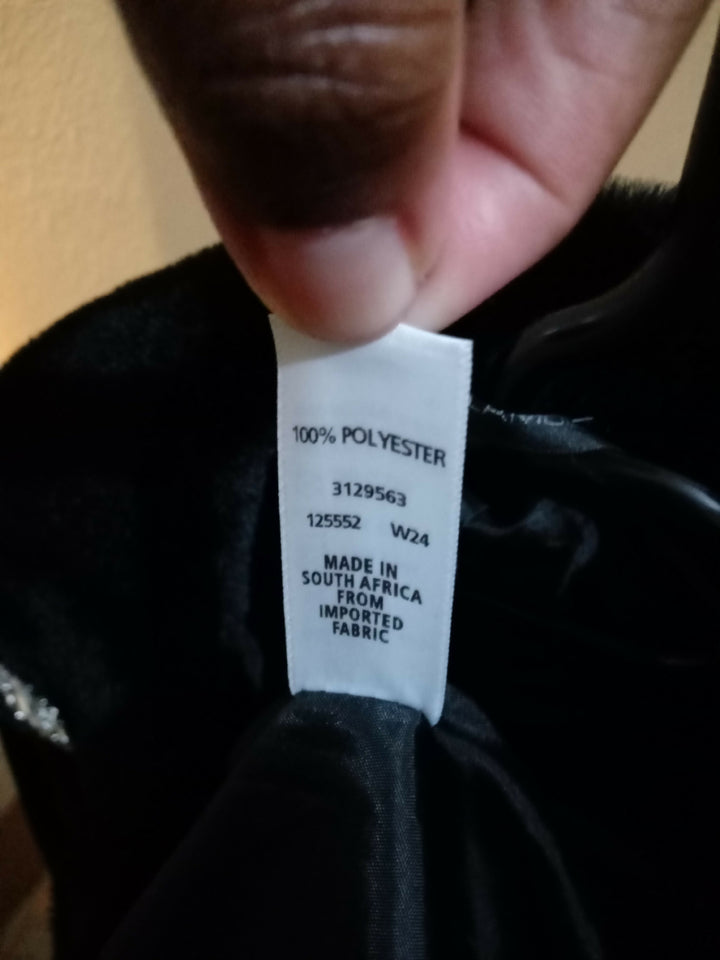 100% POLYESTER
3129563
125552 W24
MADE IN
SOUTH AFRICA
FROM
IMPORTED
FABRIC